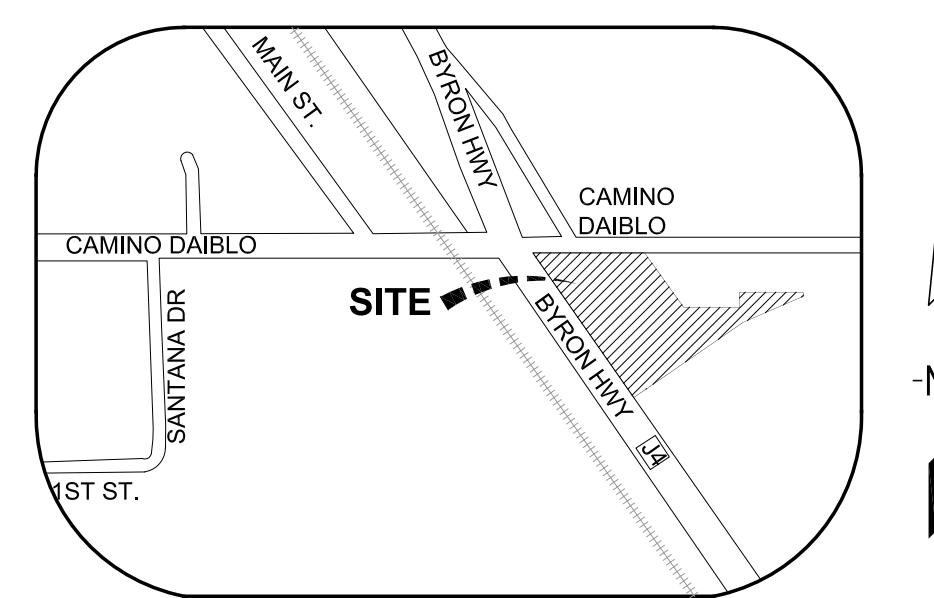 MAIN ST.
BYRON HWY
CAMINO
DAIBLO
CAMINO DAIBLO
SITE
BYRON HWY
SANTANA DR
J4
1ST ST.